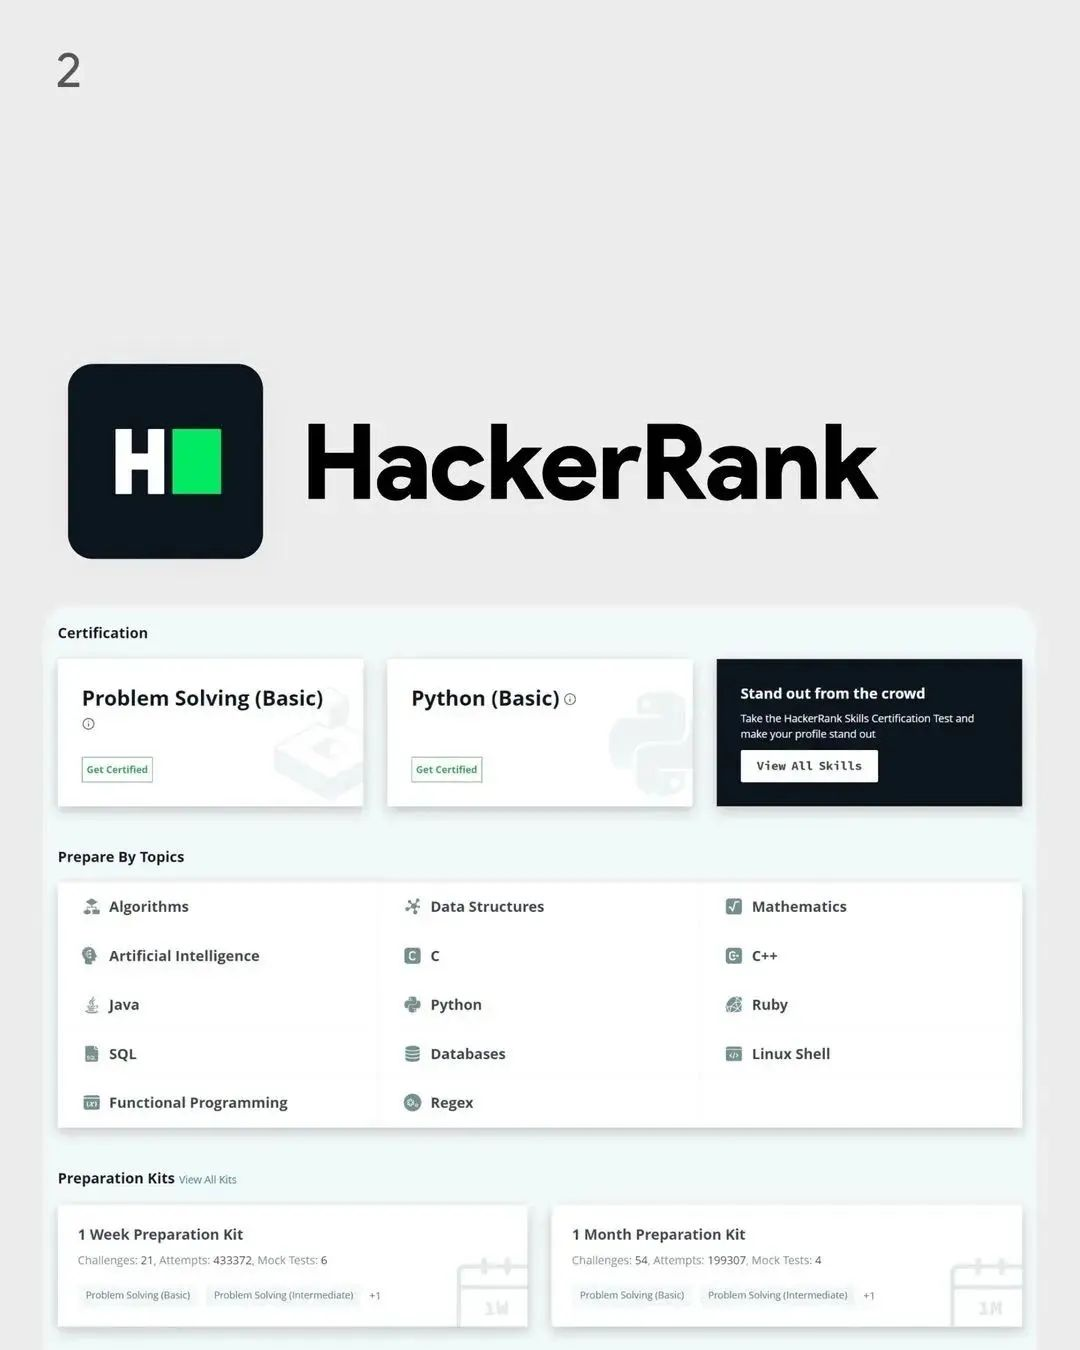 2
H
HackerRank
Certification
Problem Solving (Basic)
Get Certified
Python (Basic)
Get Certified
Stand out from the crowd
Take the HackerRank Skills Certification Test and
make your profile stand out
View All Skills
Prepare By Topics
Algorithms
Data Structures
Mathematics
Artificial Intelligence
C
C
C++
Java
Python
Ruby
SQL
Databases
Linux Shell
Functional Programming
Regex
Preparation Kits View All Kits
1 Week Preparation Kit
Challenges: 21, Attempts: 433372, Mock Tests: 6
Problem Solving (Basic) Problem Solving (Intermediate) +1
1W
1 Month Preparation Kit
Challenges: 54, Attempts: 199307, Mock Tests: 4
Problem Solving (Basic) Problem Solving (Intermediate) +1
1M